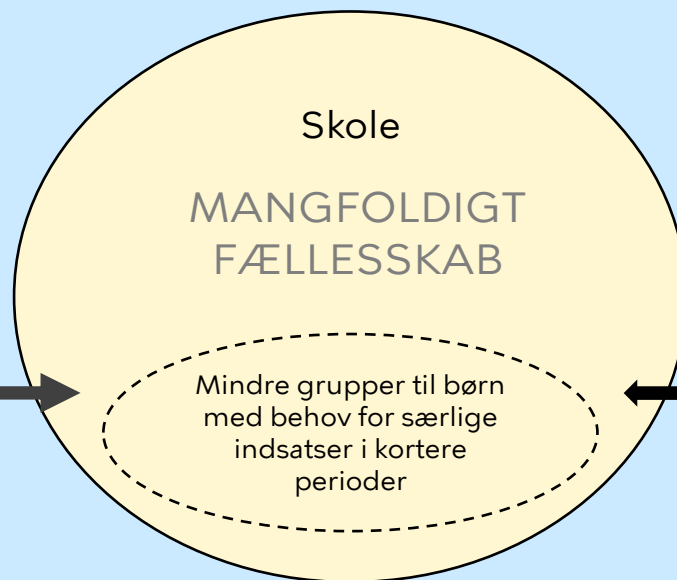 Skole
MANGFOLDIGT
FÆLLESSKAB
Mindre grupper til børn
med behov for særlige
indsatser i kortere
perioder